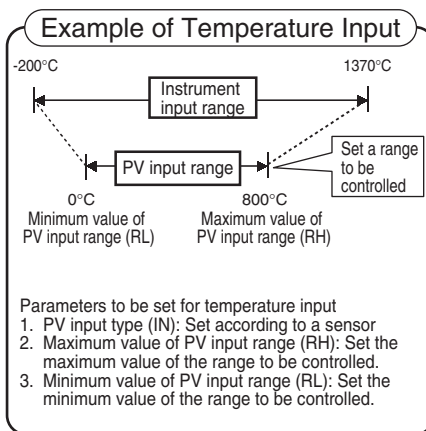 Example of Temperature Input
-200°C
1370°C
Instrument
input range
PV input range
Set a range
to be
controlled
0°C
Minimum value of
PV input range (RL)
800°C
Maximum value of
PV input range (RH)
Parameters to be set for temperature input
1. PV input type (IN): Set according to a sensor
2. Maximum value of PV input range (RH): Set the
maximum value of the range to be controlled.
3. Minimum value of PV input range (RL): Set the
minimum value of the range to be controlled.